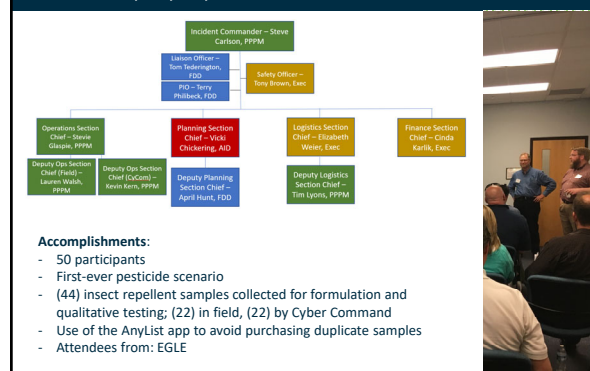 Incident Commander – Steve
Carlson, PPPM
Liaison Officer –
Tom Tederington,
FDD
Safety Officer –
Tony Brown, Exec
PIO – Terry
Philibeck, FDD
Operations Section
Chief – Stevie
Glaspie, PPPM
Planning Section
Chief – Vicki
Chickering, AID
Logistics Section
Chief – Elizabeth
Weier, Exec
Finance Section
Chief – Cinda
Karlik, Exec
Deputy Ops Section
Chief (Field) –
Lauren Walsh,
PPPM
Deputy Ops Section
Chief (CyCom) –
Kevin Kern, PPPM
Deputy Planning
Section Chief –
April Hunt, FDD
Deputy Logistics
Section Chief –
Tim Lyons, PPPM
Accomplishments:
- 50 participants
- First-ever pesticide scenario
- (44) insect repellent samples collected for formulation and
qualitative testing; (22) in field, (22) by Cyber Command
- Use of the AnyList app to avoid purchasing duplicate samples
- Attendees from: EGLE